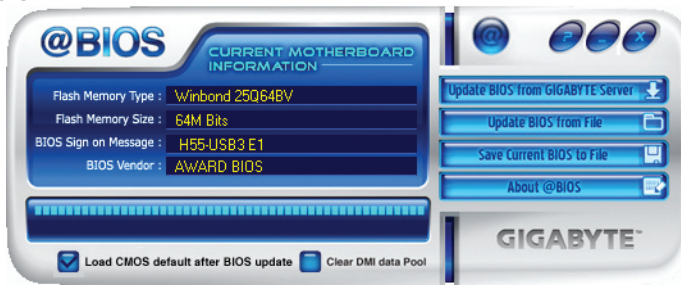 @BIOS
CURRENT MOTHERBOARD
INFORMATION
Flash Memory Type : Winbond 25Q64BV
Flash Memory Size : 64M Bits
BIOS Sign on Message : H55-USB3 E1
BIOS Vendor : AWARD BIOS
Load CMOS default after BIOS update Clear DMI data Pool
@ ? - X
Update BIOS from GIGABYTE Server
Update BIOS from File
Save Current BIOS to File
About @BIOS
GIGABYTE™